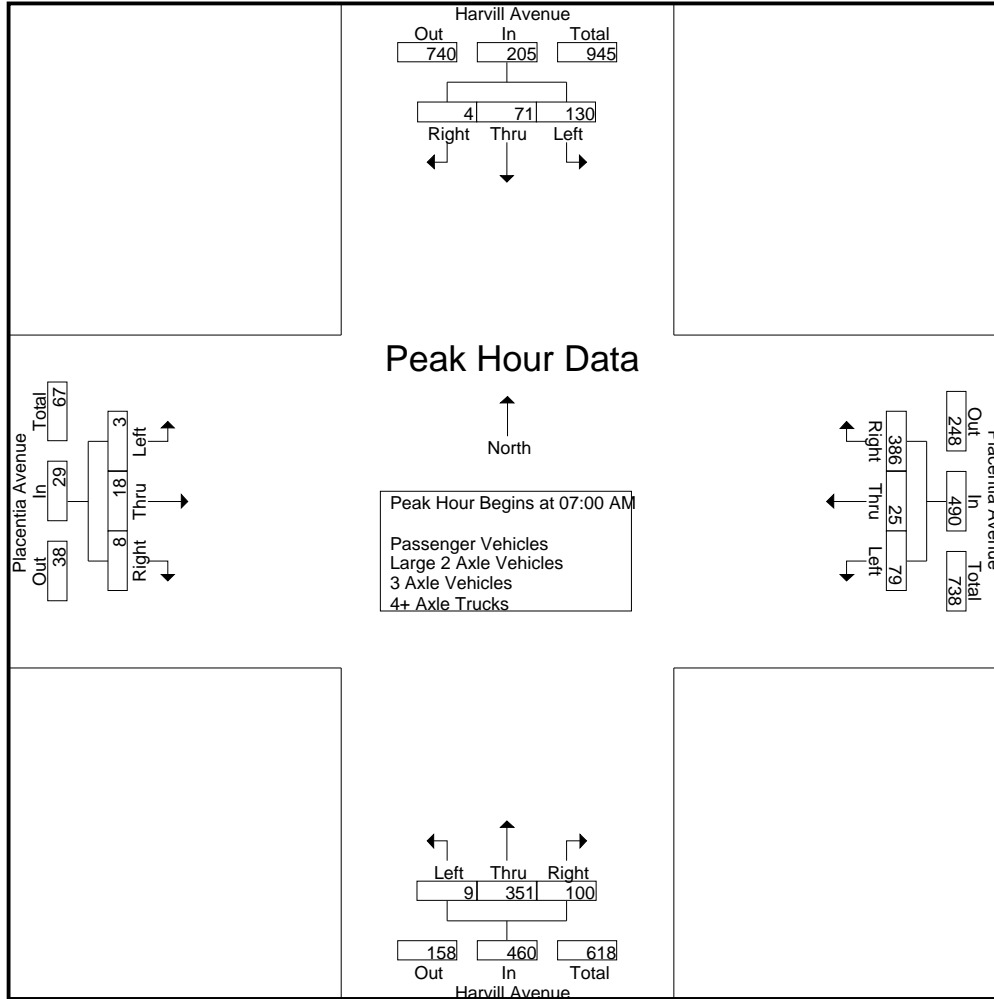 Harvill Avenue
Out In Total
740 205 945
4 71 130
Right Thru Left
Peak Hour Data
North
Peak Hour Begins at 07:00 AM
Passenger Vehicles
Large 2 Axle Vehicles
3 Axle Vehicles
4+ Axle Trucks
Placentia Avenue
Out In Total
38 29 67
3 18 8
Left Thru Right
Placentia Avenue
Out In Total
248 490 738
386 25 79
Right Thru Left
Left Thru Right
9 351 100
158 460 618
Out In Total
Harvill Avenue